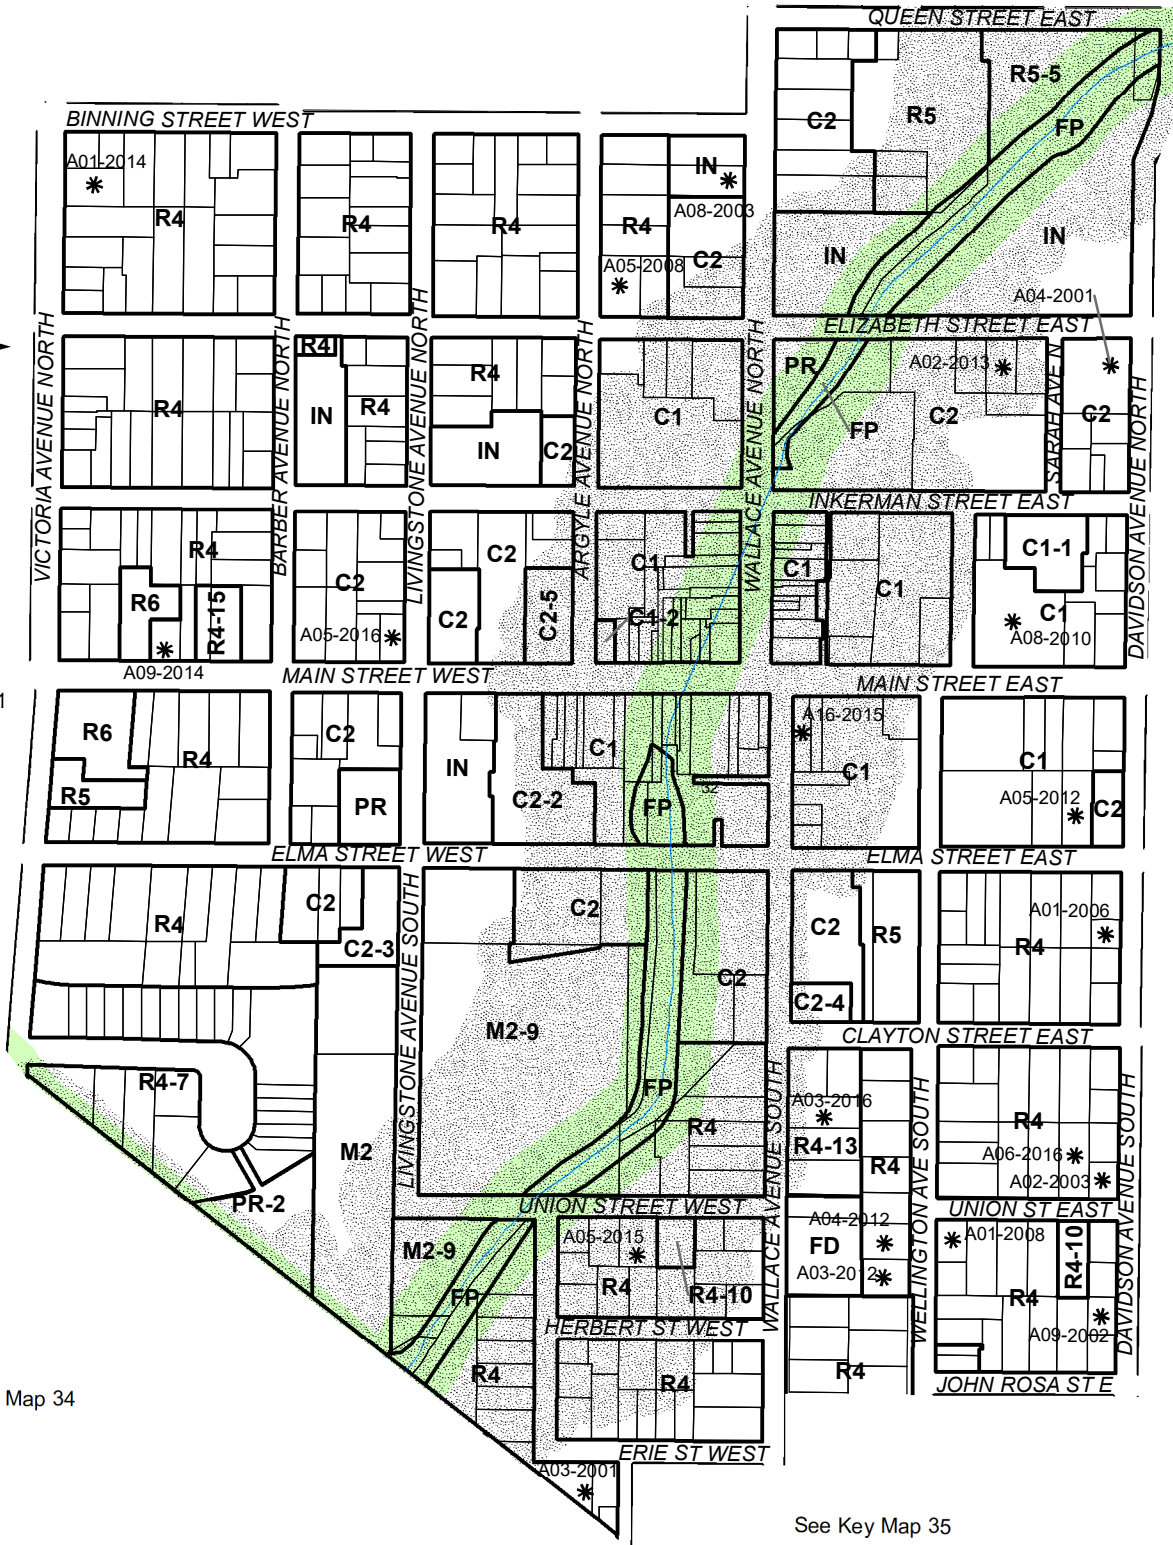 QUEEN STREET EAST
R5-5
C2
R5
FP
BINNING STREET WEST
A01-2014
IN
R4
R4
R4
R4
A08-2003
C2
A05-2008
IN
IN
A04-2001
ELIZABETH STREET EAST
VICTORIA AVENUE NORTH
BARBER AVENUE NORTH
LIVINGSTONE AVENUE NORTH
ARGYLE AVENUE NORTH
WALLACE AVENUE NORTH
SARAH AVE N
DAVIDSON AVENUE NORTH
R4
R4
R4
IN
R4
IN
C2
C1
PR
A02-2013
C2
FP
C2
INKERMAN STREET EAST
R4
R6
R4-15
A09-2014
C2
A05-2016
C2
C2
C2-5
C1
C1-2
C1
C1
C1-1
C1
A08-2010
MAIN STREET WEST
MAIN STREET EAST
1
R6
R4
R5
C2
PR
IN
C1
C2-2
FP
32
A16-2015
C1
C1
A05-2012
C2
ELMA STREET WEST
ELMA STREET EAST
R4
C2
C2-3
LIVINGSTONE AVENUE SOUTH
C2
C2
M2-9
FP
R4
C2
R5
C2-4
A01-2006
R4
CLAYTON STREET EAST
R4-7
M2
PR-2
WALLACE AVENUE SOUTH
A03-2016
R4-13
R4
WELLINGTON AVE SOUTH
R4
A06-2016
A02-2003
DAVIDSON AVENUE SOUTH
UNION STREET WEST
UNION ST EAST
M2-9
FP
R4
A05-2015
R4
R4-10
A04-2012
FD
A03-2012
A01-2008
R4-10
R4
A09-2002
HERBERT ST WEST
R4
R4
JOHN ROSA ST E
Map 34
ERIE ST WEST
A03-2001
See Key Map 35